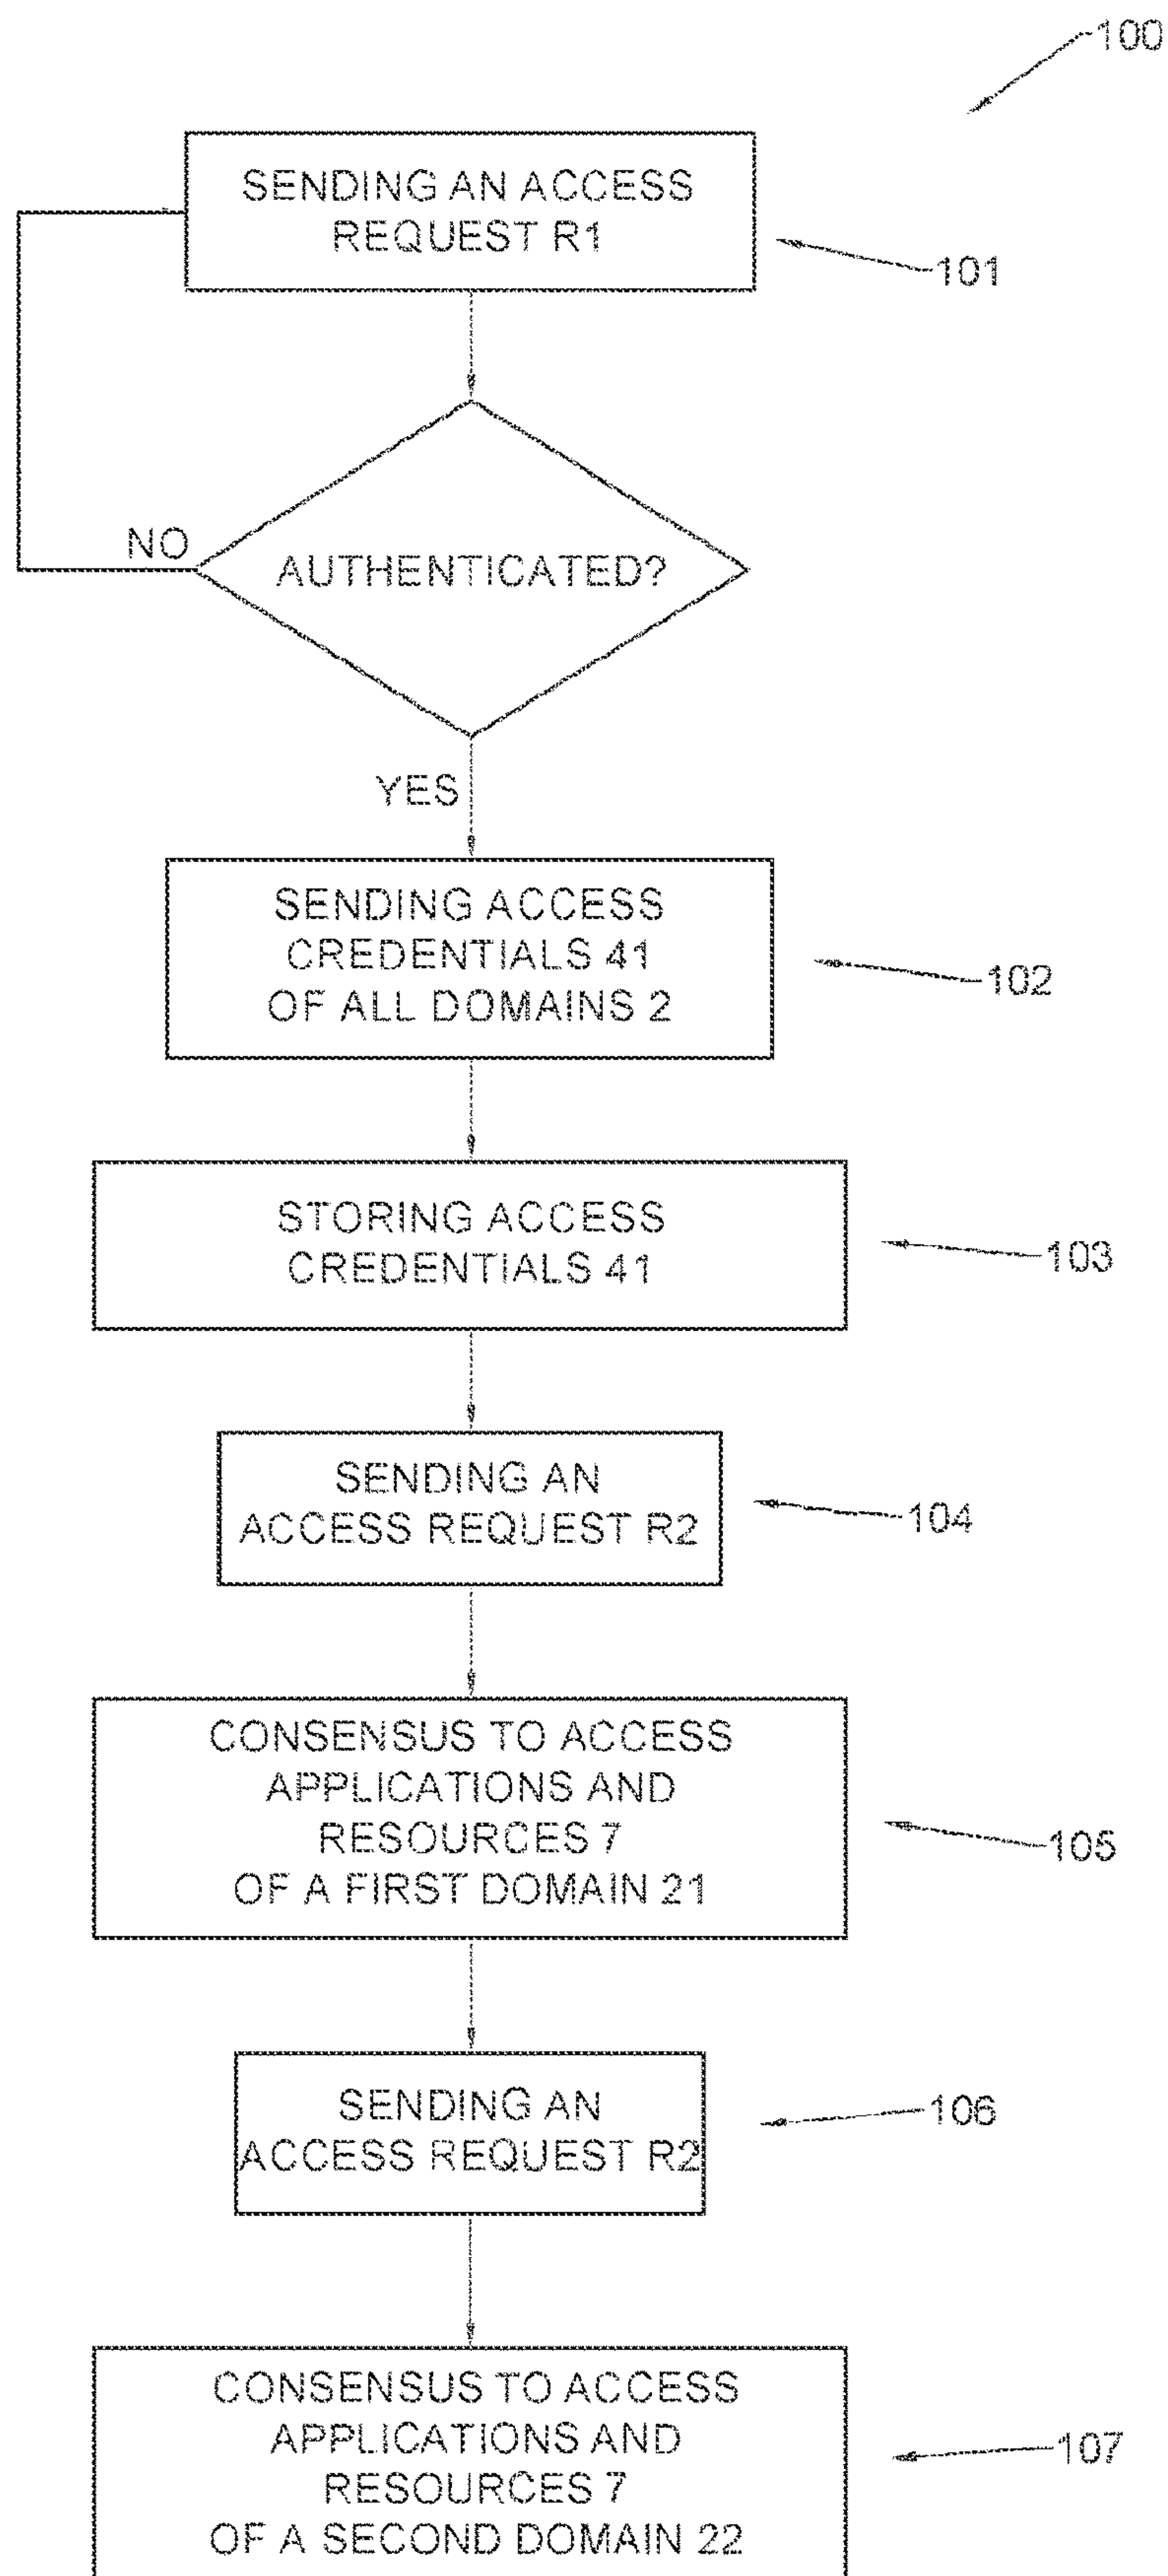 100
SENDING AN ACCESS
REQUEST R1
101
AUTHENTICATED?
NO
YES
SENDING ACCESS
CREDENTIALS 41
OF ALL DOMAINS 2
102
STORING ACCESS
CREDENTIALS 41
103
SENDING AN
ACCESS REQUEST R2
104
CONSENSUS TO ACCESS
APPLICATIONS AND
RESOURCES 7
OF A FIRST DOMAIN 21
105
SENDING AN
ACCESS REQUEST R2
106
CONSENSUS TO ACCESS
APPLICATIONS AND
RESOURCES 7
OF A SECOND DOMAIN 22
107